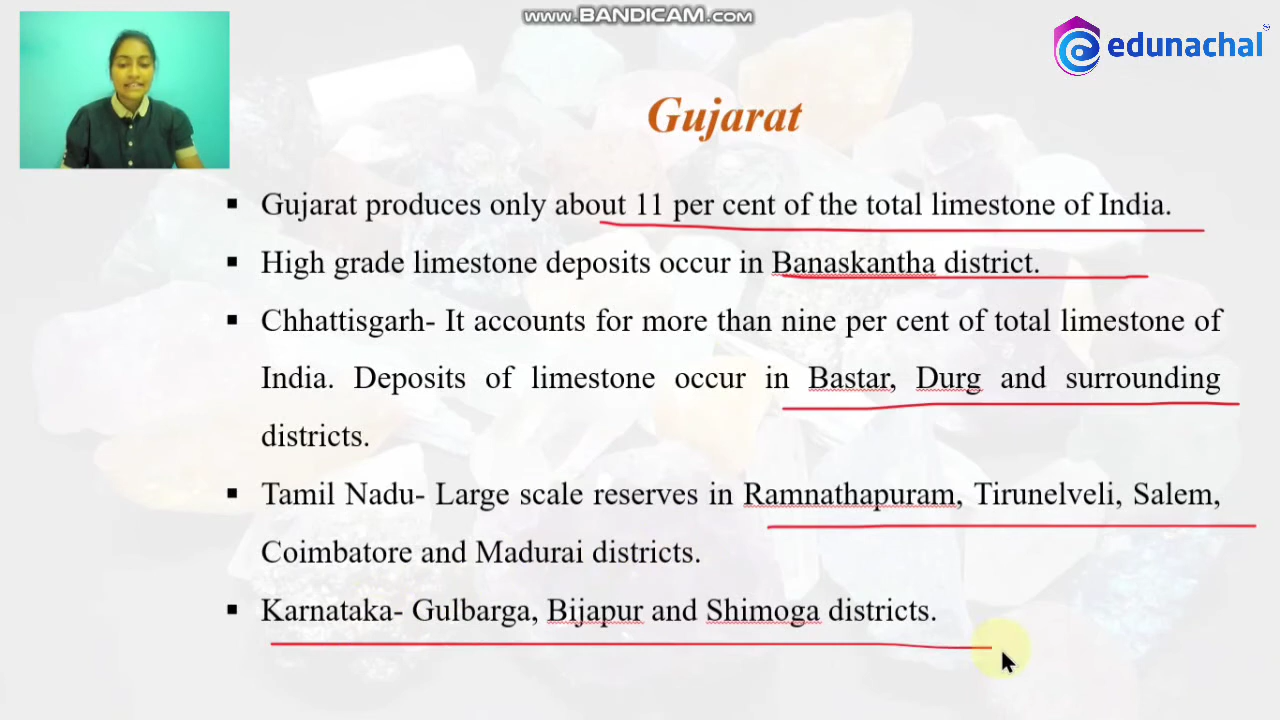 www.BANDICAM.com
edunachal
Gujarat
▪ Gujarat produces only about 11 per cent of the total limestone of India.
▪ High grade limestone deposits occur in Banaskantha district.
▪ Chhattisgarh- It accounts for more than nine per cent of total limestone of
India. Deposits of limestone occur in Bastar, Durg and surrounding
districts.
▪ Tamil Nadu- Large scale reserves in Ramnathapuram, Tirunelveli, Salem,
Coimbatore and Madurai districts.
▪ Karnataka- Gulbarga, Bijapur and Shimoga districts.